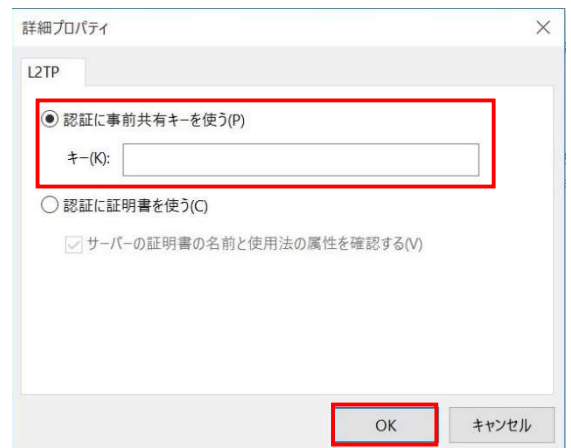 詳細プロパティ
L2TP
認証に事前共有キーを使う(P)
キー(K):
認証に証明書を使う(C)
サーバーの証明書の名前と使用法の属性を確認する(V)
OK キャンセル